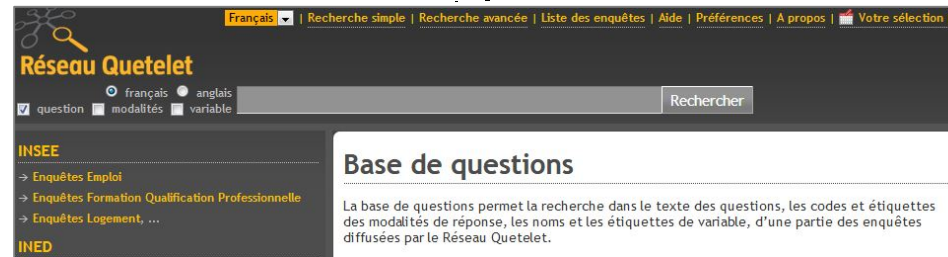 Français | Recherche simple | Recherche avancée | Liste des enquêtes | Aide | Préférences | A propos | Votre sélection
Réseau Quetelet
français anglais
question modalités variable
Rechercher
INSEE
→ Enquêtes Emploi
→ Enquêtes Formation Qualification Professionnelle
→ Enquêtes Logement, ...
INED
Base de questions
La base de questions permet la recherche dans le texte des questions, les codes et étiquettes
des modalités de réponse, les noms et les étiquettes de variable, d'une partie des enquêtes
diffusées par le Réseau Quetelet.